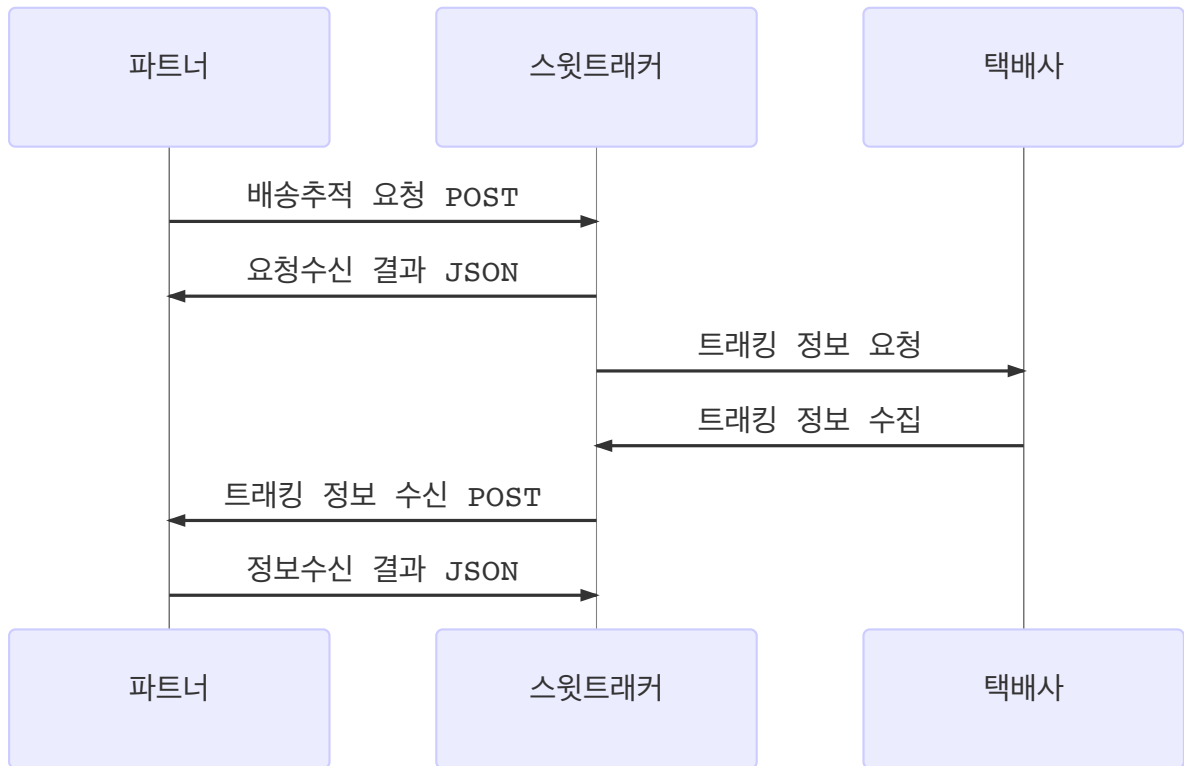 파트너 스윗트래커 택배사
배송추적 요청 POST
요청수신 결과 JSON
트래킹 정보 요청
트래킹 정보 수집
트래킹 정보 수신 POST
정보수신 결과 JSON
파트너 스윗트래커 택배사